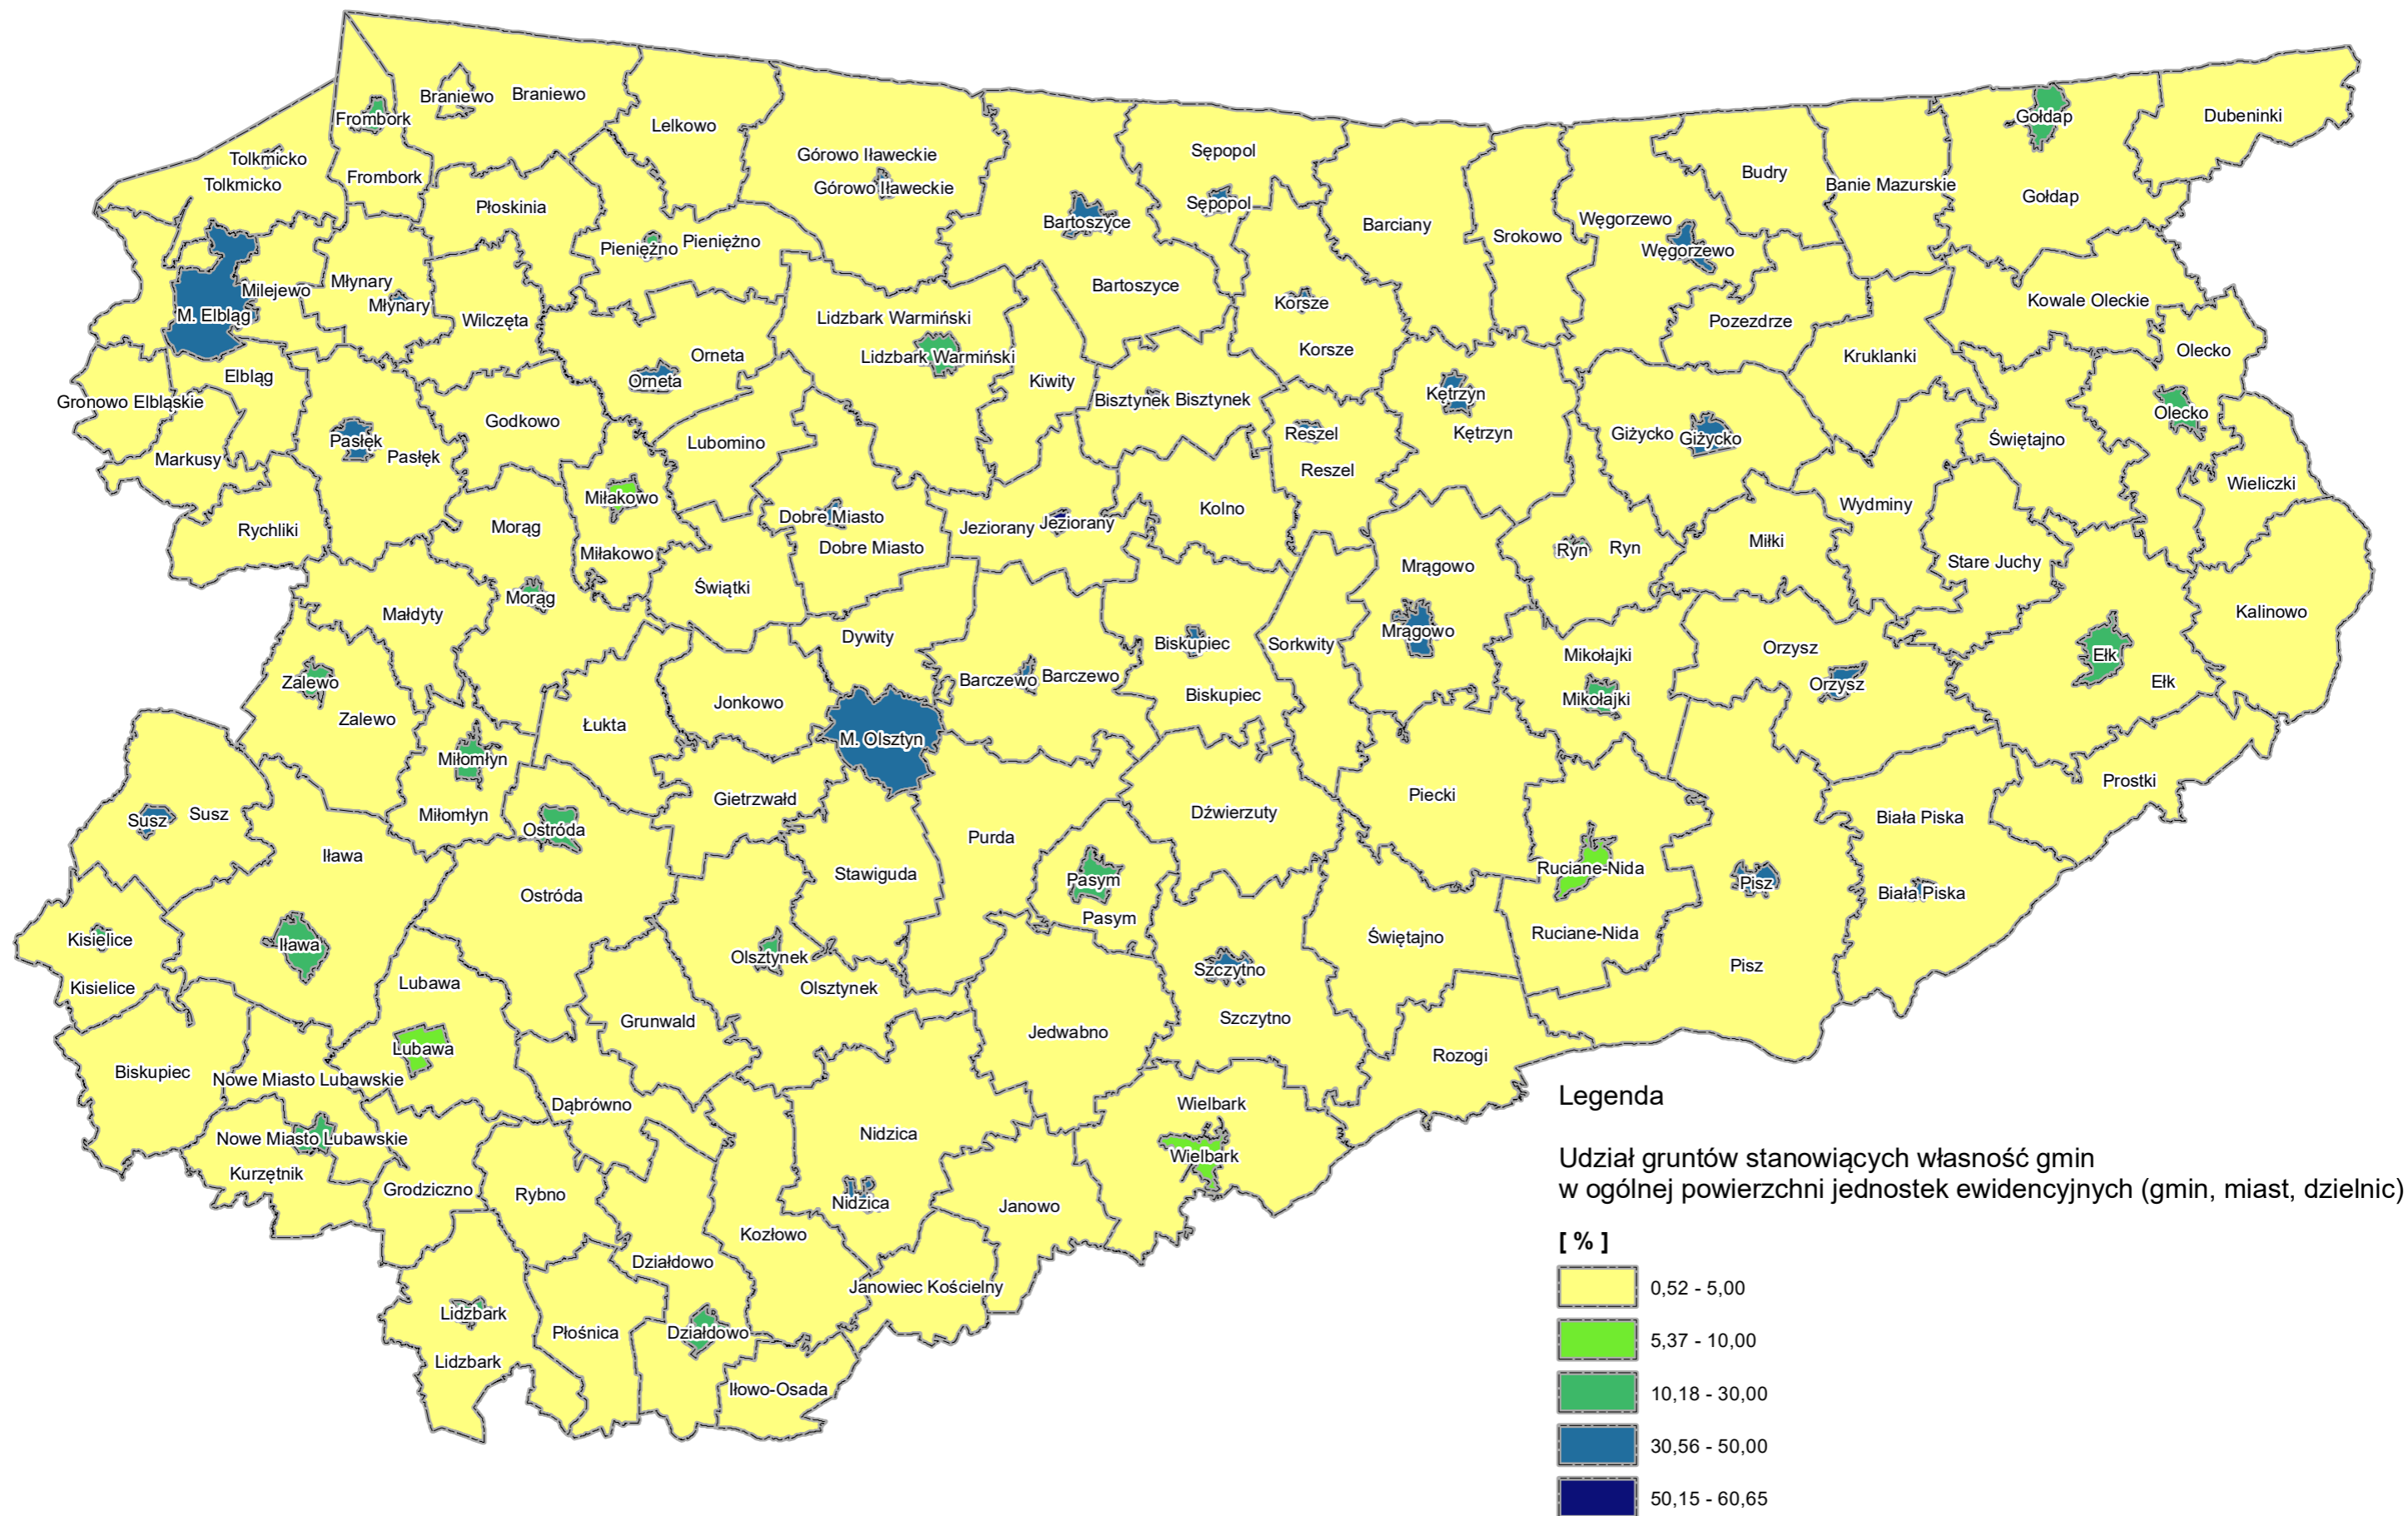 Braniewo
Braniewo
Frombork
Lelkowo
Gołdap
Dubeninki
Tolkmicko
Tolkmicko
Frombork
Górowo Iławeckie
Górowo Iławeckie
Sępopol
Sępopol
Budry
Banie Mazurskie
Gołdap
Płoskinia
Pieniężno
Pieniężno
Bartoszyce
Bartoszyce
Barciany
Srokowo
Węgorzewo
Węgorzewo
M. Elbląg
Milejewo
Młynary
Młynary
Wilczęta
Lidzbark Warmiński
Lidzbark Warmiński
Korsze
Korsze
Pozezdrze
Kowale Oleckie
Kruklanki
Olecko
Olecko
Elbląg
Gronowo Elbląskie
Orneta
Orneta
Kiwity
Bisztynek
Bisztynek
Kętrzyn
Kętrzyn
Giżycko
Giżycko
Świętajno
Markusy
Pasłęk
Pasłęk
Godkowo
Lubomino
Reszel
Reszel
Wieliczki
Rychliki
Morąg
Morąg
Miłakowo
Miłakowo
Dobre Miasto
Dobre Miasto
Jeziorany
Jeziorany
Kolno
Wydminy
Ryn
Ryn
Miłki
Stare Juchy
Mrągowo
Mrągowo
Kalinowo
Małdyty
Świątki
Dywity
Barczewo
Barczewo
Biskupiec
Biskupiec
Sorkwity
Mikołajki
Mikołajki
Orzysz
Orzysz
Ełk
Ełk
Zalewo
Zalewo
Łukta
Jonkowo
M. Olsztyn
Miłomłyn
Miłomłyn
Gietrzwałd
Dźwierzuty
Piecki
Prostki
Susz
Susz
Iława
Iława
Ostróda
Ostróda
Purda
Stawiguda
Pasym
Pasym
Ruciane-Nida
Ruciane-Nida
Pisz
Pisz
Biała Piska
Biała Piska
Kisielice
Kisielice
Olsztynek
Olsztynek
Szczytno
Szczytno
Świętajno
Lubawa
Lubawa
Grunwald
Jedwabno
Rozogi
Biskupiec
Nowe Miasto Lubawskie
Nowe Miasto Lubawskie
Dąbrówno
Wielbark
Wielbark
Kurzętnik
Grodziczno
Rybno
Nidzica
Nidzica
Janowo
Kozłowo
Działdowo
Działdowo
Janowiec Kościelny
Lidzbark
Lidzbark
Płośnica
Iłowo-Osada
Legenda
Udział gruntów stanowiących własność gmin
w ogólnej powierzchni jednostek ewidencyjnych (gmin, miast, dzielnic)
[ % ]
0,52 - 5,00
5,37 - 10,00
10,18 - 30,00
30,56 - 50,00
50,15 - 60,65